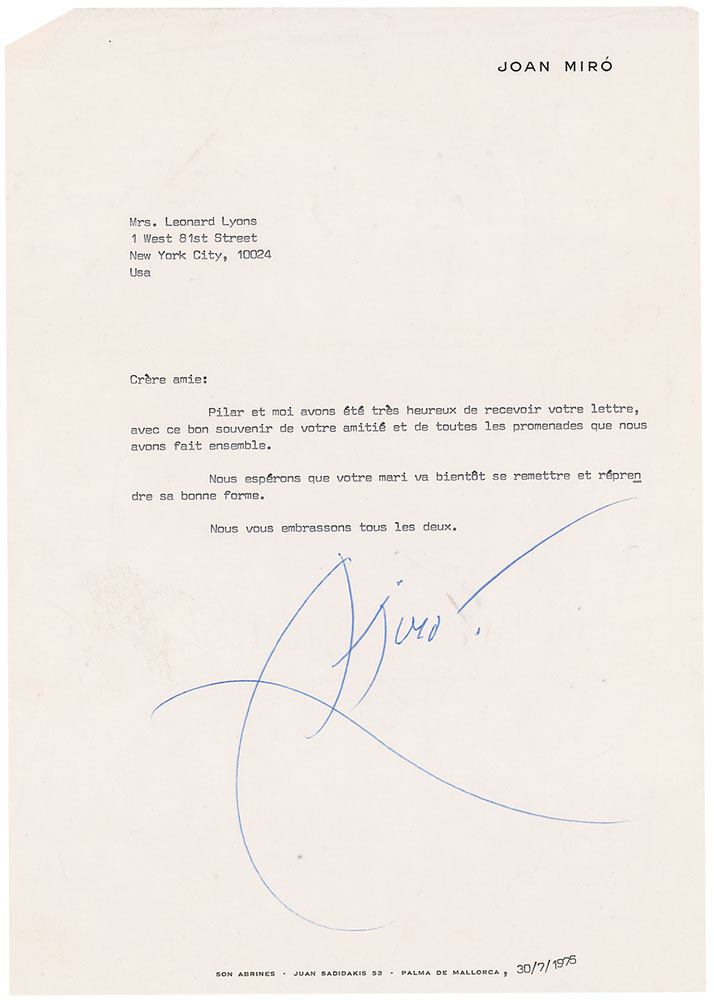 JOAN MIRÓ
Mrs. Leonard Lyons
1 West 81st Street
New York City, 10024
Usa
Crère amie:
Pilar et moi avons été très heureux de recevoir votre lettre,
avec ce bon souvenir de votre amitié et de toutes les promenades que nous
avons fait ensemble.
Nous espérons que votre mari va bientôt se remettre et répren
dre sa bonne forme.
Nous vous embrassons tous les deux.
Miró.
SON ABRINES · JUAN SADIDAKIS 53 · PALMA DE MALLORCA, 30/7/1975